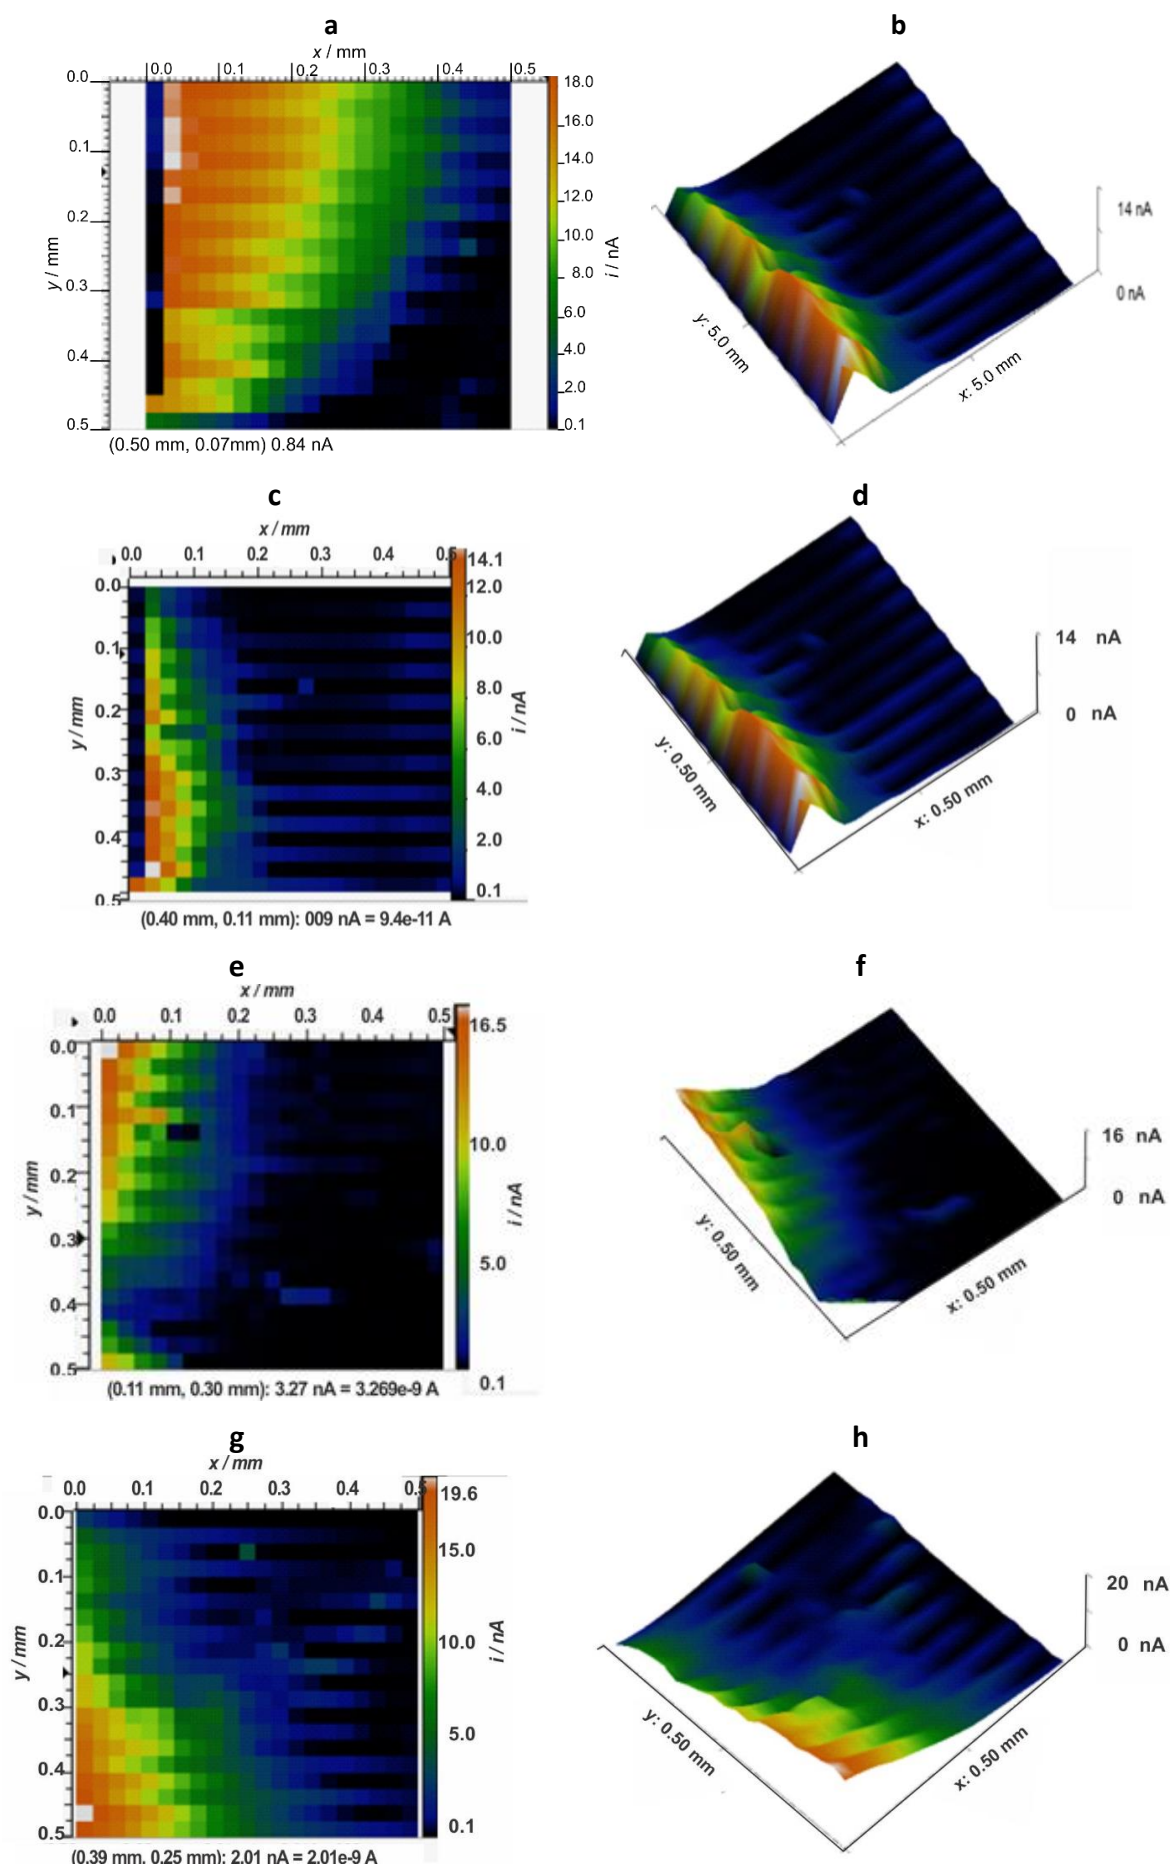 a
x / mm
0.0 0.1 0.2 0.3 0.4 0.5
0.0
0.1
0.2
0.3
0.4
0.5
y / mm
18.0
16.0
14.0
12.0
10.0
8.0
6.0
4.0
2.0
0.1
i / nA
(0.50 mm, 0.07mm) 0.84 nA
b
14 nA
0 nA
y: 5.0 mm
x: 5.0 mm
c
x / mm
0.0 0.1 0.2 0.3 0.4 0.5
0.0
0.1
0.2
0.3
0.4
0.5
y / mm
14.1
12.0
10.0
8.0
6.0
4.0
2.0
0.1
i / nA
(0.40 mm, 0.11 mm): 009 nA = 9.4e-11 A
d
14 nA
0 nA
y: 0.50 mm
x: 0.50 mm
e
x / mm
0.0 0.1 0.2 0.3 0.4 0.5
0.0
0.1
0.2
0.3
0.4
0.5
y / mm
16.5
10.0
5.0
0.1
i / nA
(0.11 mm, 0.30 mm): 3.27 nA = 3.269e-9 A
f
16 nA
0 nA
y: 0.50 mm
x: 0.50 mm
g
x / mm
0.0 0.1 0.2 0.3 0.4 0.5
0.0
0.1
0.2
0.3
0.4
0.5
y / mm
19.6
15.0
10.0
5.0
0.1
i / nA
(0.39 mm, 0.25 mm): 2.01 nA = 2.01e-9 A
h
20 nA
0 nA
y: 0.50 mm
x: 0.50 mm